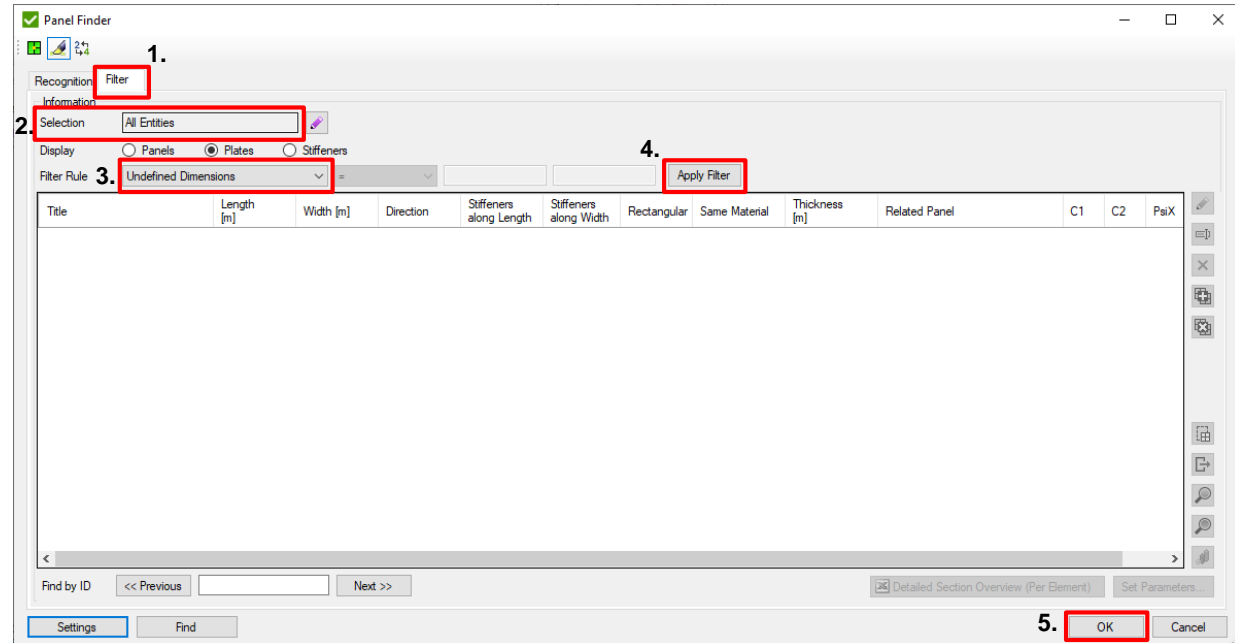 Panel Finder
1.
Recognition Filter
Information
2. Selection All Entities
Display Panels Plates Stiffeners 4.
Filter Rule 3. Undefined Dimensions = Apply Filter
Title Length [m] Width [m] Direction Stiffeners along Length Stiffeners along Width Rectangular Same Material Thickness [m] Related Panel C1 C2 PsiX
Find by ID << Previous Next >> Detailed Section Overview (Per Element) Set Parameters...
Settings Find 5. OK Cancel